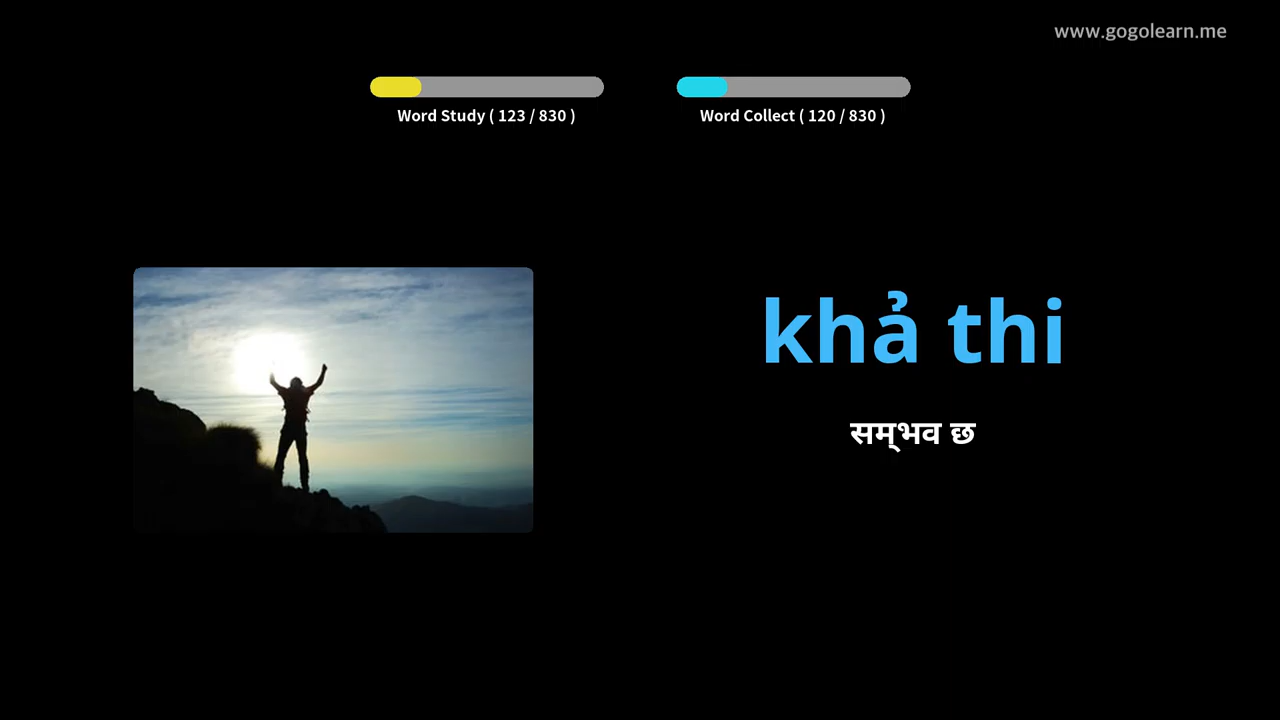 www.gogolearn.me
Word Study ( 123 / 830 )
Word Collect ( 120 / 830 )
khả thi
सम्‌भव छ